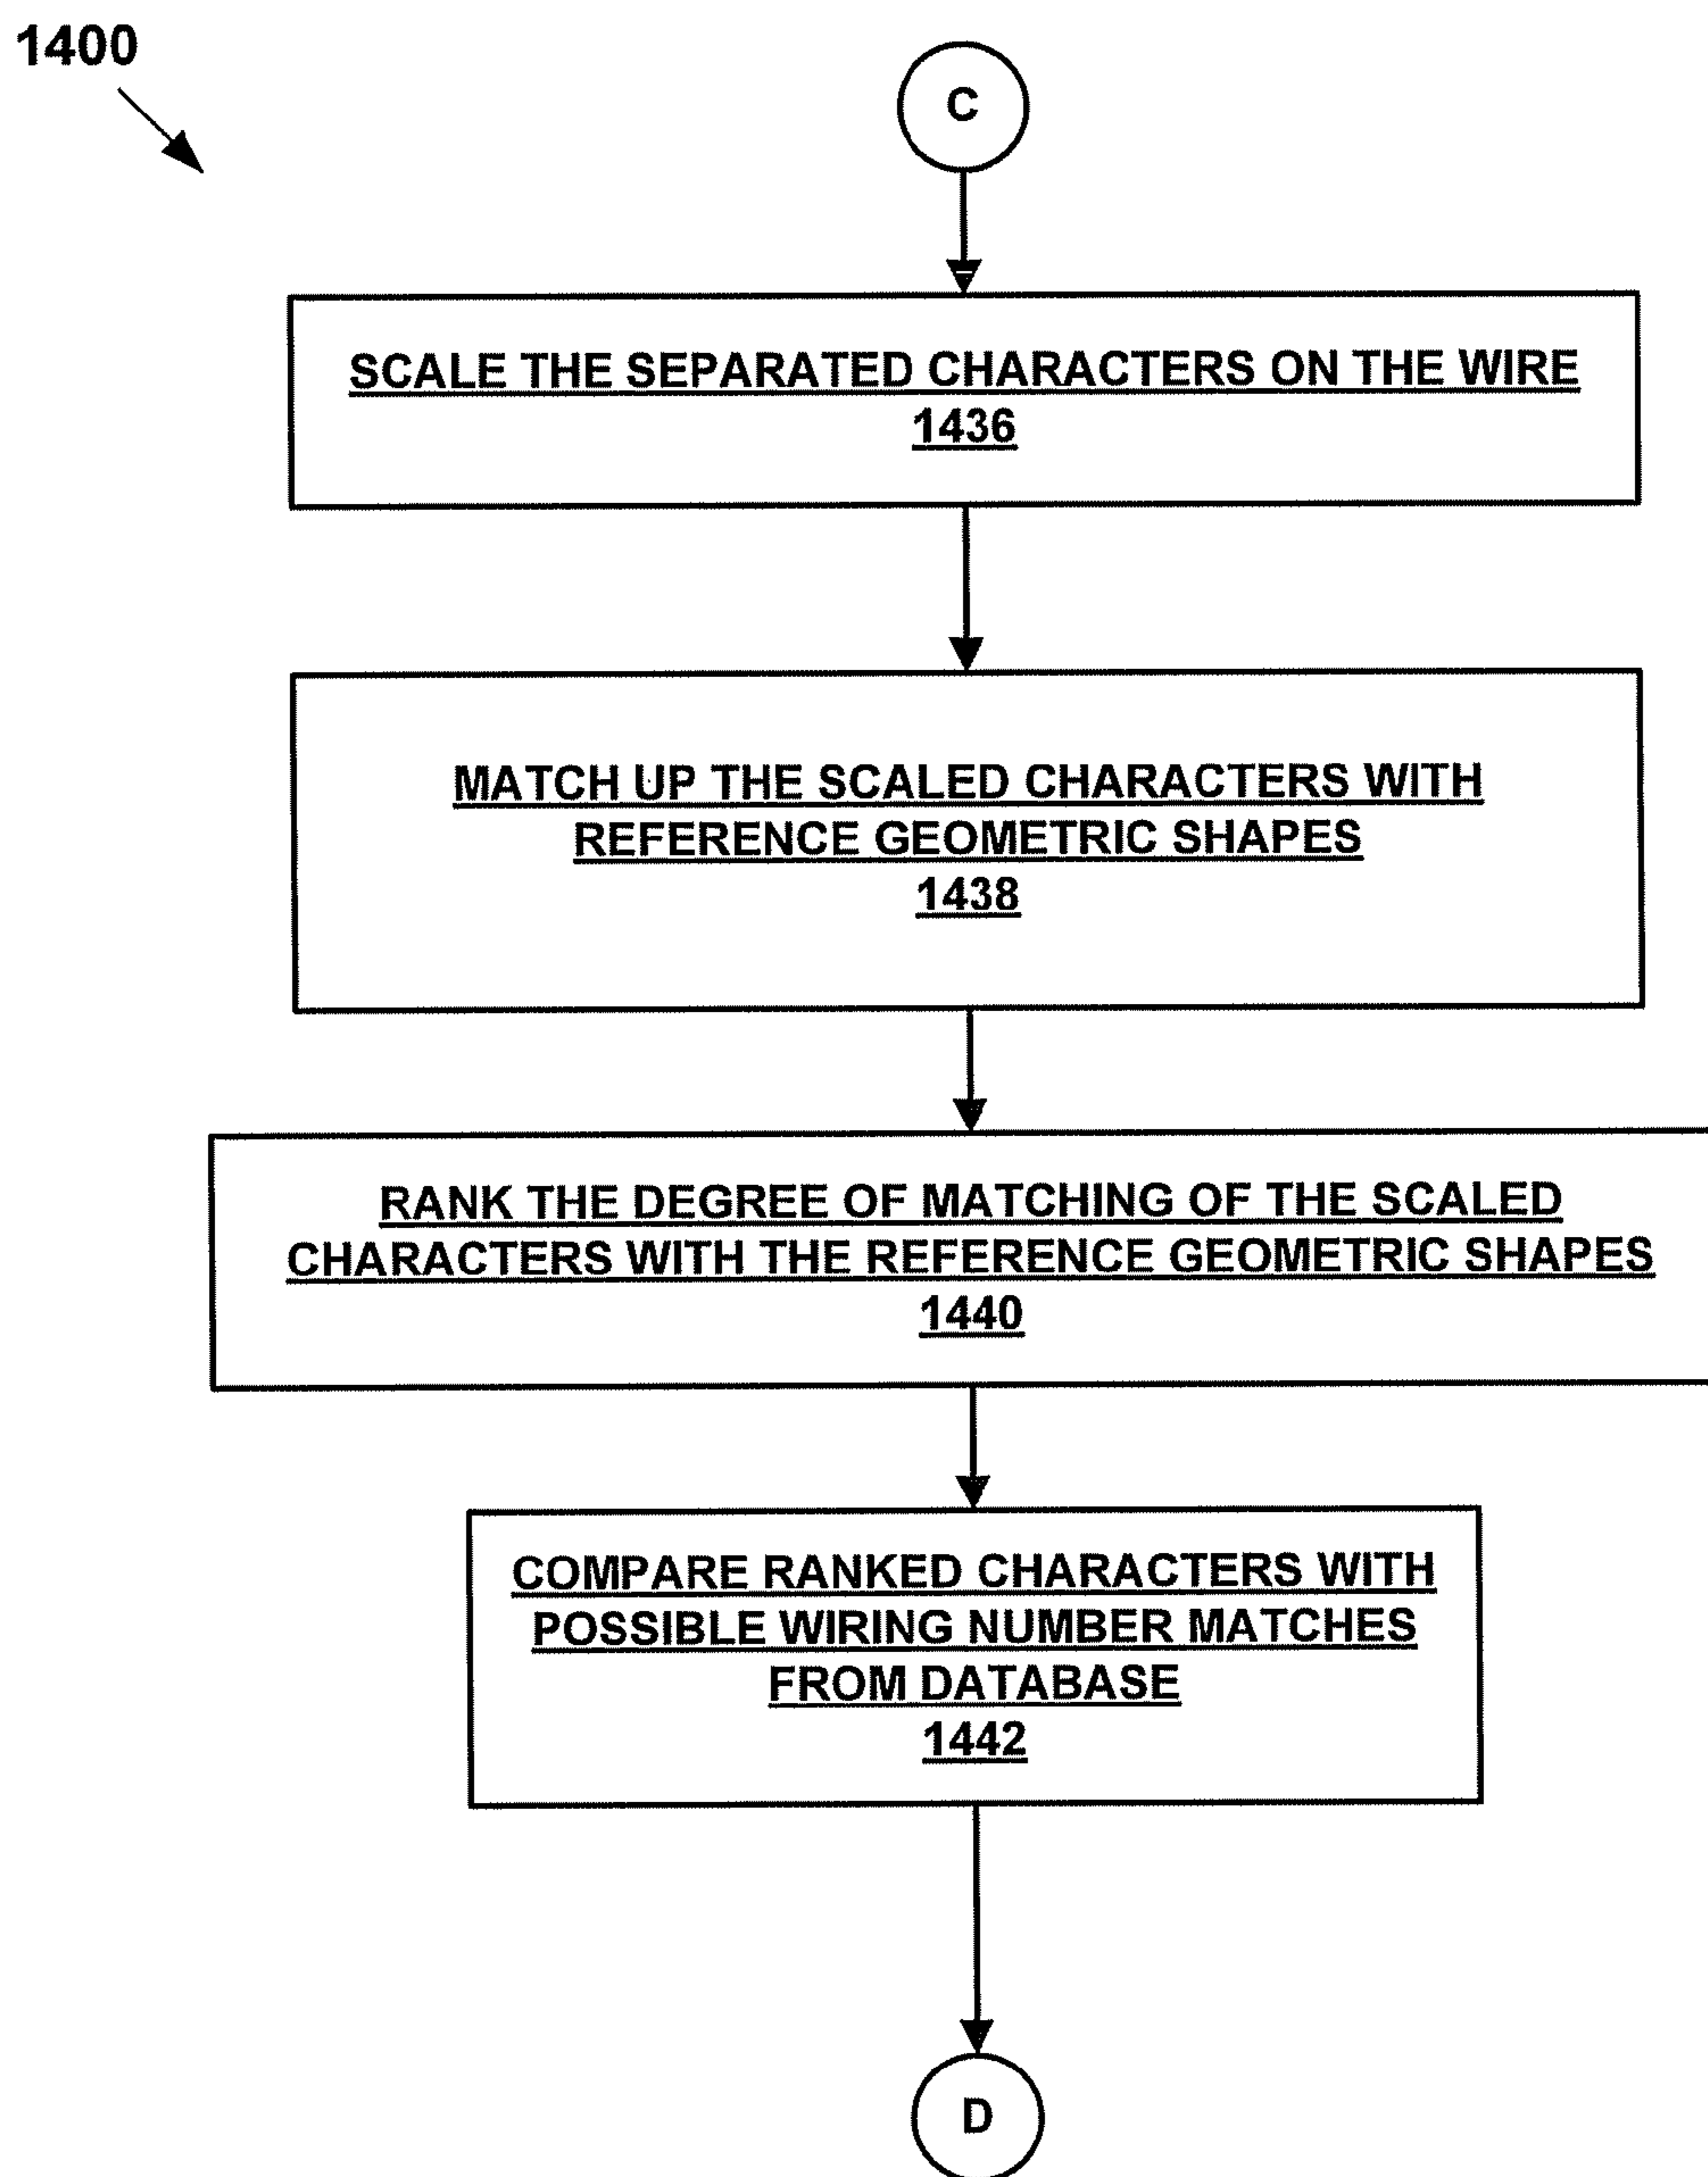 1400
C
SCALE THE SEPARATED CHARACTERS ON THE WIRE
1436
MATCH UP THE SCALED CHARACTERS WITH
REFERENCE GEOMETRIC SHAPES
1438
RANK THE DEGREE OF MATCHING OF THE SCALED
CHARACTERS WITH THE REFERENCE GEOMETRIC SHAPES
1440
COMPARE RANKED CHARACTERS WITH
POSSIBLE WIRING NUMBER MATCHES
FROM DATABASE
1442
D